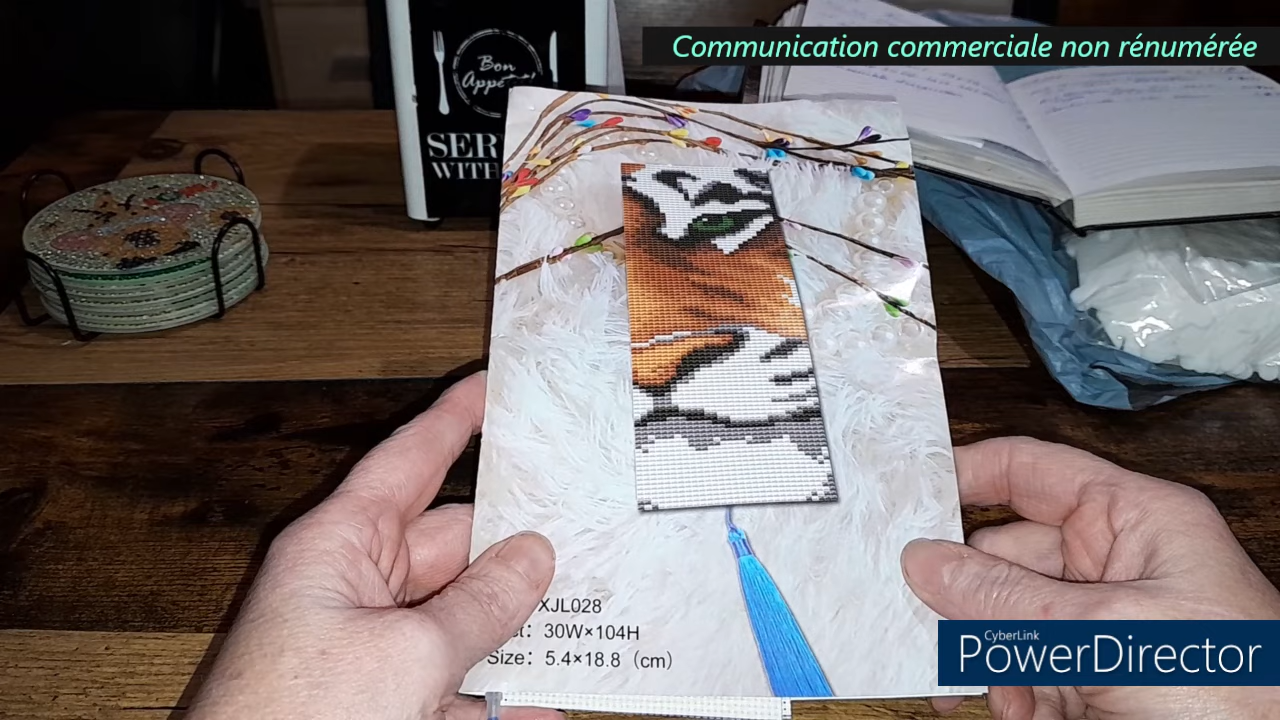 Communication commerciale non rénumérée
Bon
Appétit
SER
WITH
XJL028
30W×104H
Size: 5.4×18.8 (cm)
CyberLink
PowerDirector